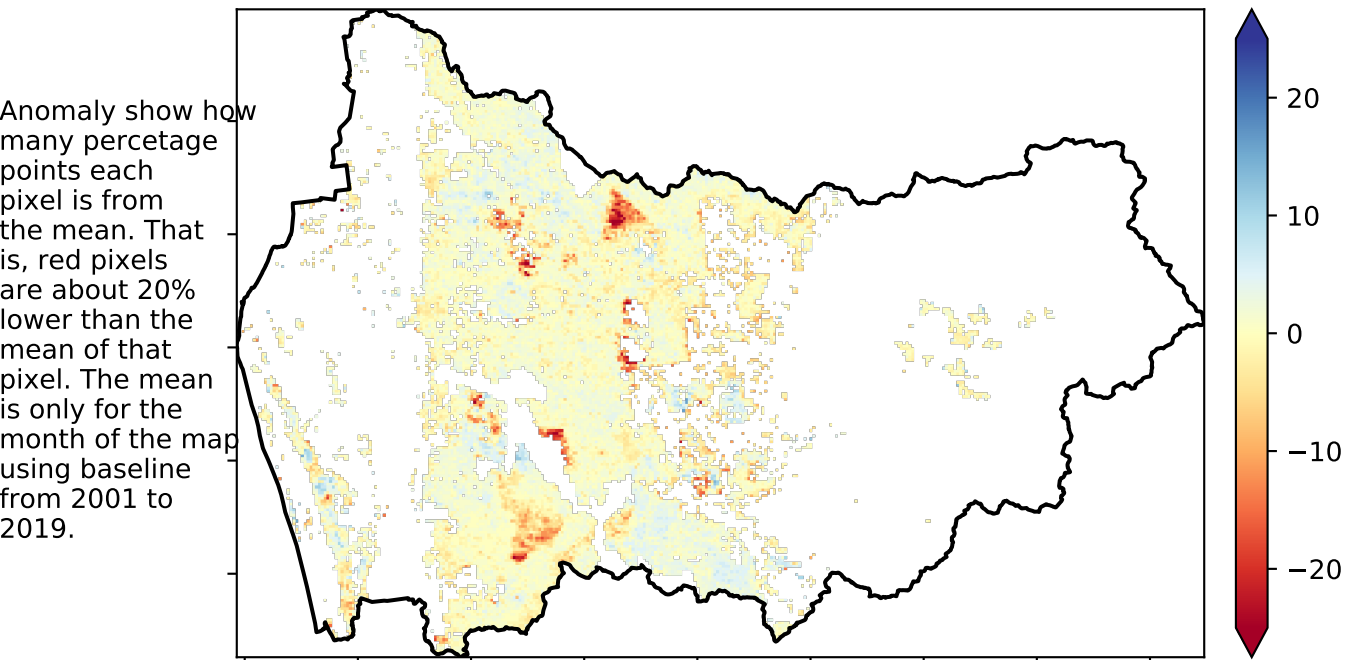 Anomaly show how
many percetage
points each
pixel is from
the mean. That
is, red pixels
are about 20%
lower than the
mean of that
pixel. The mean
is only for the
month of the map
using baseline
from 2001 to
2019.
20
10
0
−10
−20